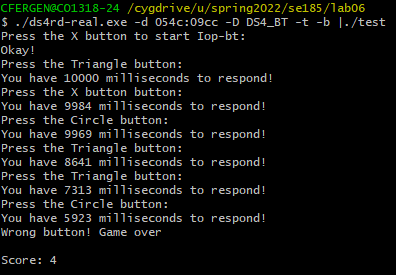 CFERGEN@CO1318-24 /cygdrive/u/spring2022/se185/lab06
$ ./ds4rd-real.exe -d 054c:09cc -D DS4_BT -t -b |./test
Press the X button to start Iop-bt:
Okay!
Press the Triangle button:
You have 10000 milliseconds to respond!
Press the X button:
You have 9984 milliseconds to respond!
Press the Circle button:
You have 9969 milliseconds to respond!
Press the Triangle button:
You have 8641 milliseconds to respond!
Press the Triangle button:
You have 7313 milliseconds to respond!
Press the Circle button:
You have 5923 milliseconds to respond!
Wrong button! Game over
Score: 4